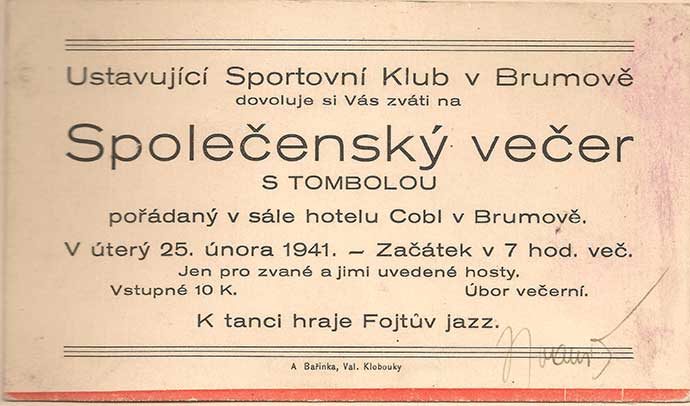 Ustavující Sportovní Klub v Brumově
dovoluje si Vás zváti na
Společenský večer
S TOMBOLOU
pořádaný v sále hotelu Cobl v Brumově.
V úterý 25. února 1941. – Začátek v 7 hod. več.
Jen pro zvané a jimi uvedené hosty.
Vstupné 10 K. Úbor večerní.
K tanci hraje Fojtův jazz.
A Bařinka, Val. Klobouky